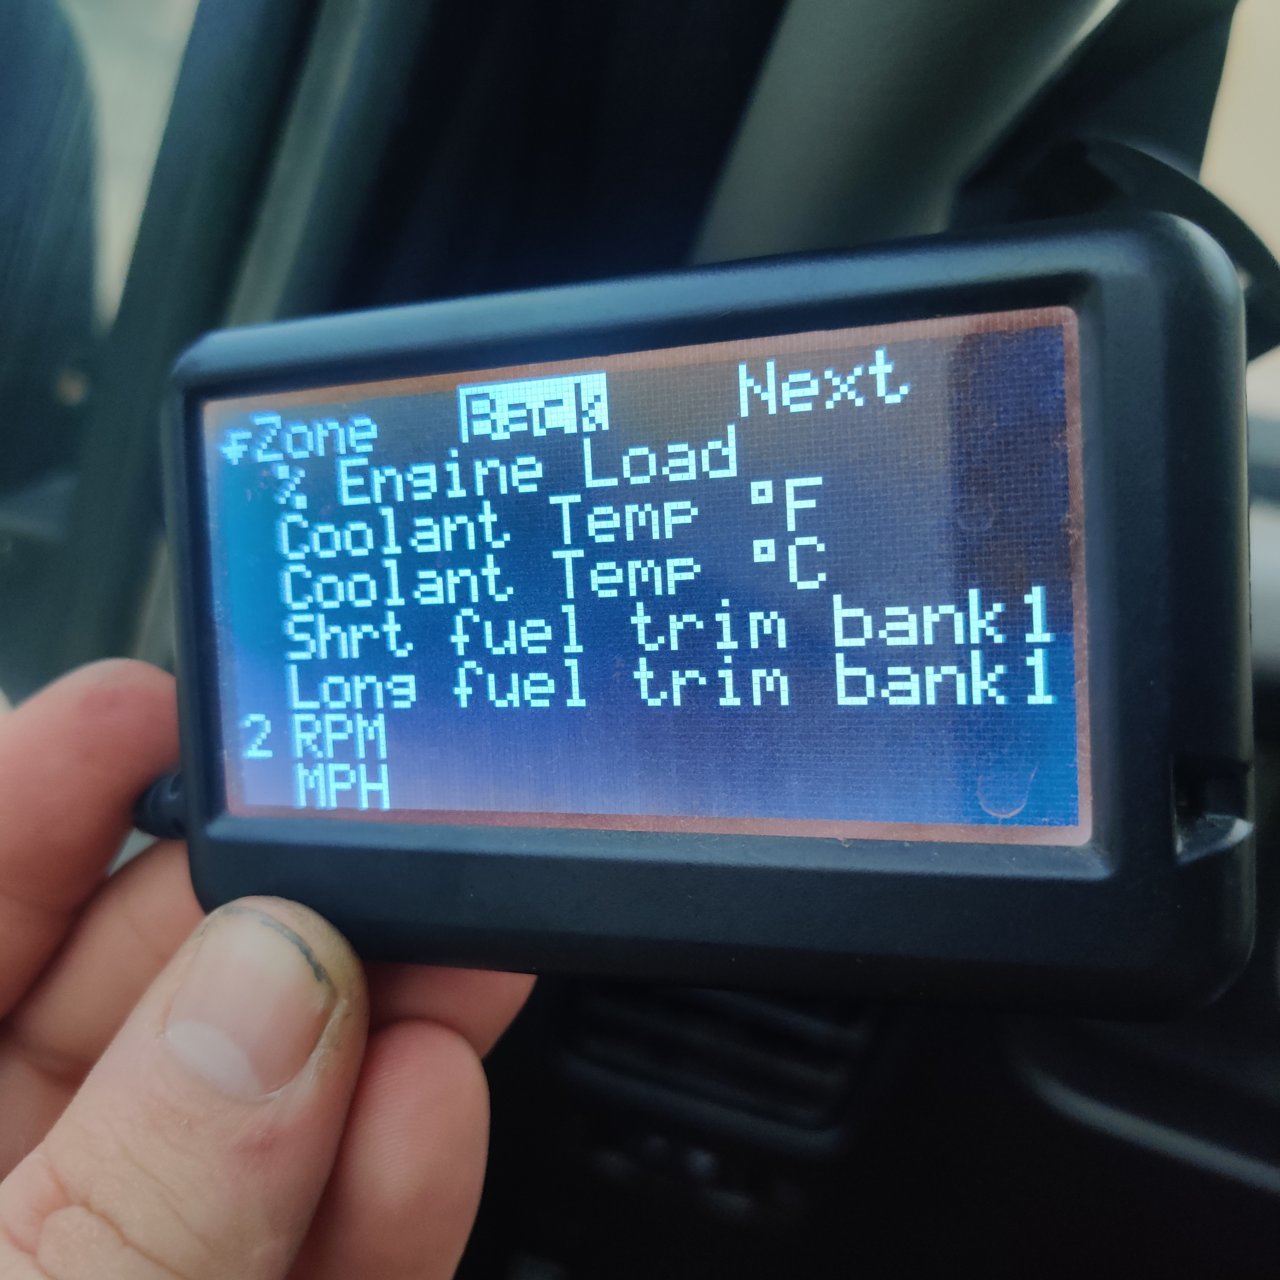 #Zone Back Next
% Engine Load
Coolant Temp °F
Coolant Temp °C
Shrt fuel trim bank1
Long fuel trim bank1
2 RPM
MPH